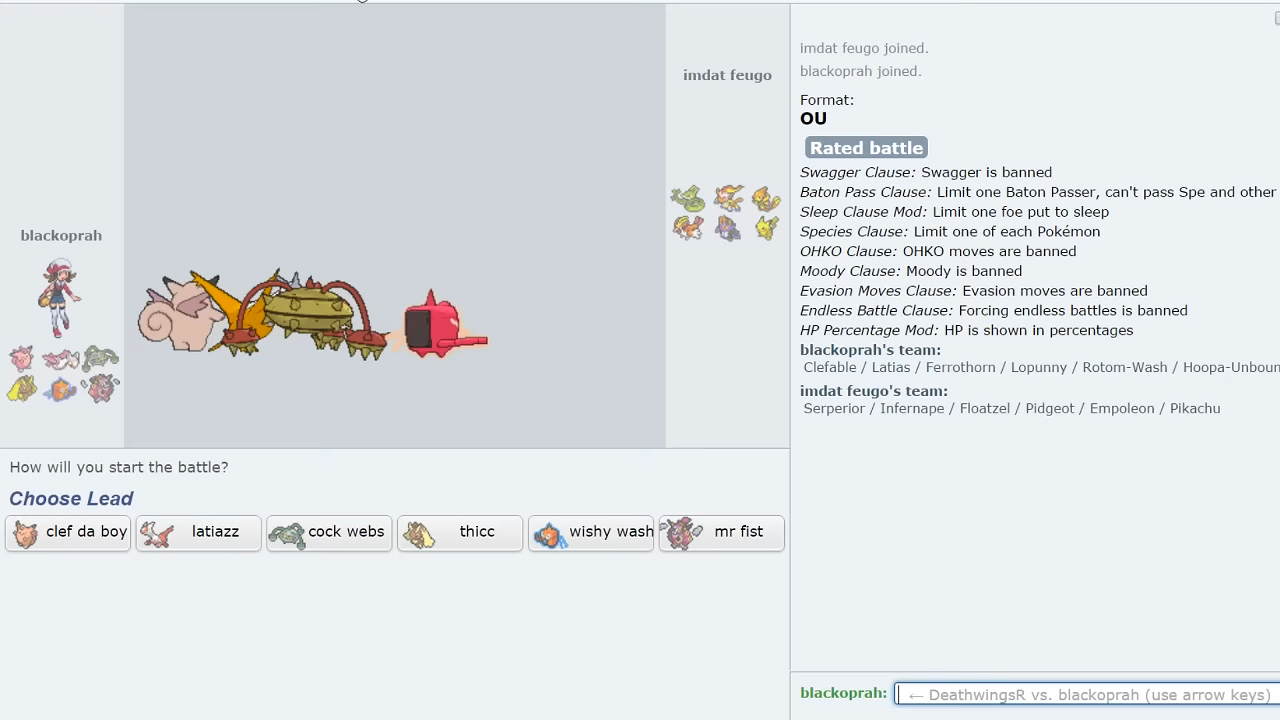 imdat feugo
blackoprah
How will you start the battle?
Choose Lead
clef da boy
latiazz
cock webs
thicc
wishy wash
mr fist
imdat feugo joined.
blackoprah joined.
Format:
OU
Rated battle
Swagger Clause: Swagger is banned
Baton Pass Clause: Limit one Baton Passer, can't pass Spe and other
Sleep Clause Mod: Limit one foe put to sleep
Species Clause: Limit one of each Pokémon
OHKO Clause: OHKO moves are banned
Moody Clause: Moody is banned
Evasion Moves Clause: Evasion moves are banned
Endless Battle Clause: Forcing endless battles is banned
HP Percentage Mod: HP is shown in percentages
blackoprah's team:
Clefable / Latias / Ferrothorn / Lopunny / Rotom-Wash / Hoopa-Unboun
imdat feugo's team:
Serperior / Infernape / Floatzel / Pidgeot / Empoleon / Pikachu
blackoprah: ← DeathwingsR vs. blackoprah (use arrow keys)